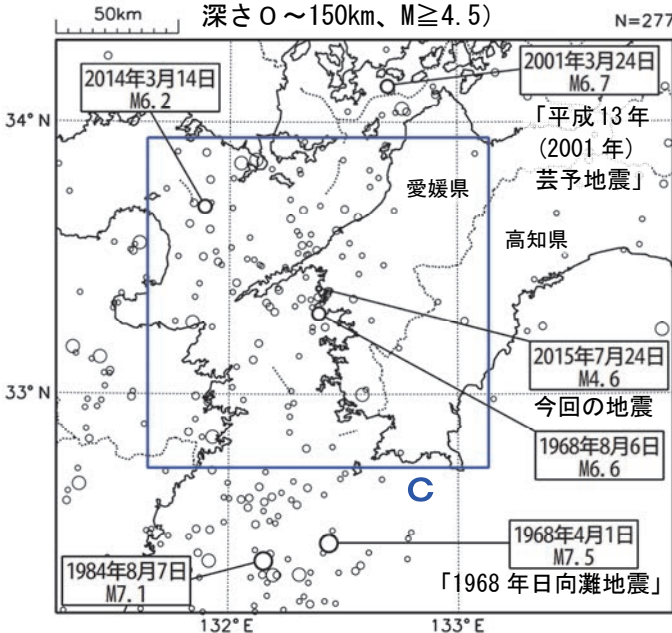 50km
深さ0~150km、M≧4.5)
N=277
2014年3月14日
M6.2
2001年3月24日
M6.7
34°N
「平成13年
(2001年)
芸予地震」
愛媛県
高知県
2015年7月24日
M4.6
今回の地震
33°N
1968年8月6日
M6.6
C
1968年4月1日
M7.5
「1968年日向灘地震」
1984年8月7日
M7.1
132°E
133°E